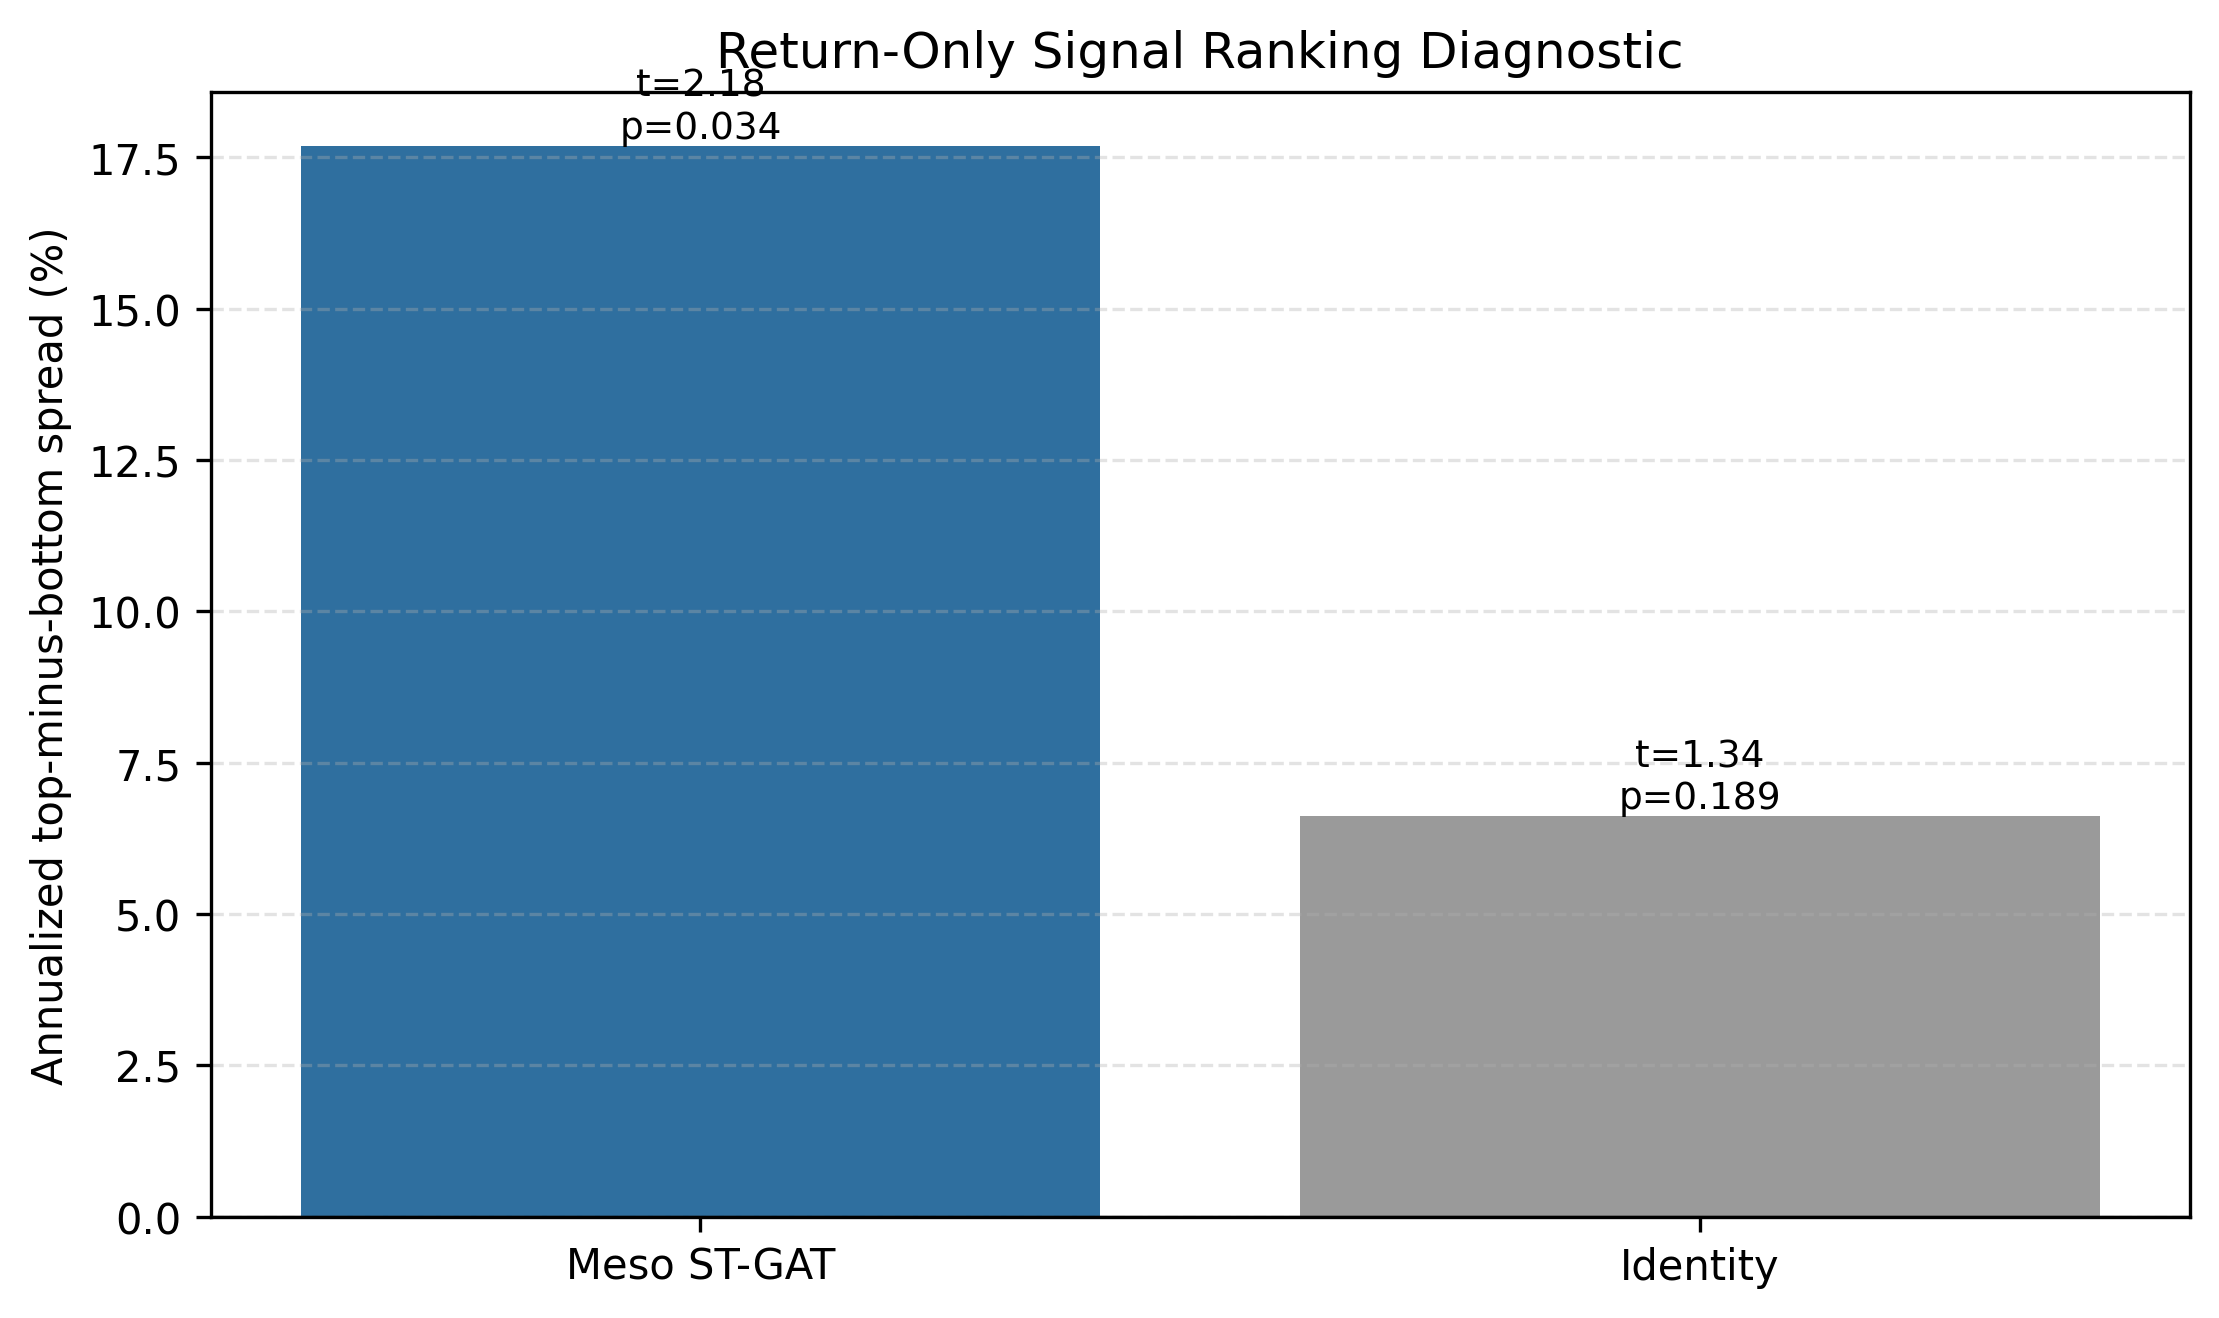 Return-Only Signal Ranking Diagnostic
t=2.18
p=0.034
t=1.34
p=0.189
Annualized top-minus-bottom spread (%)
17.5
15.0
12.5
10.0
7.5
5.0
2.5
0.0
Meso ST-GAT
Identity